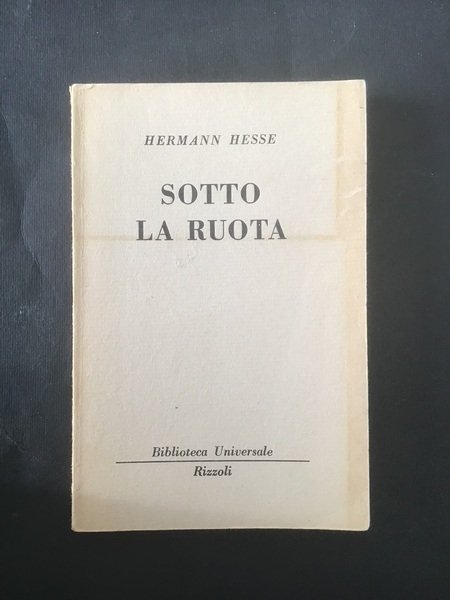 HERMANN HESSE
SOTTO
LA RUOTA
Biblioteca Universale
Rizzoli